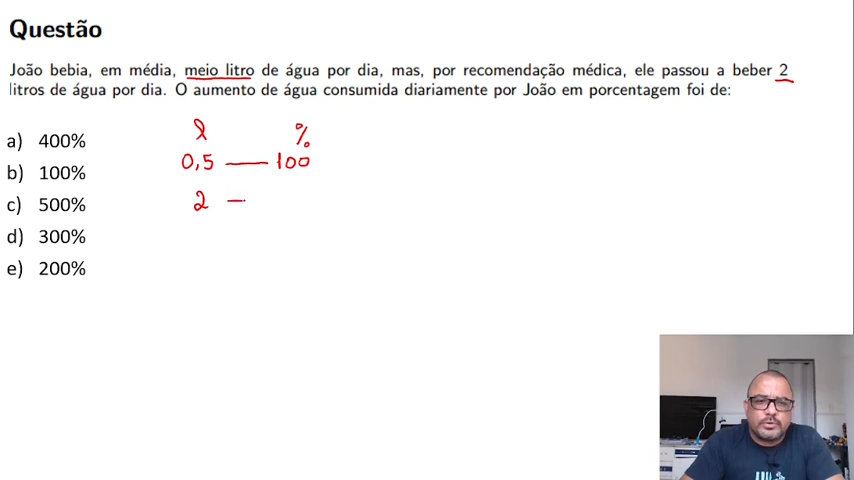 Questão
João bebia, em média, meio litro de água por dia, mas, por recomendação médica, ele passou a beber 2
litros de água por dia. O aumento de água consumida diariamente por João em porcentagem foi de:
a) 400%
b) 100%
c) 500%
d) 300%
e) 200%
l %
0,5 — 100
2 —